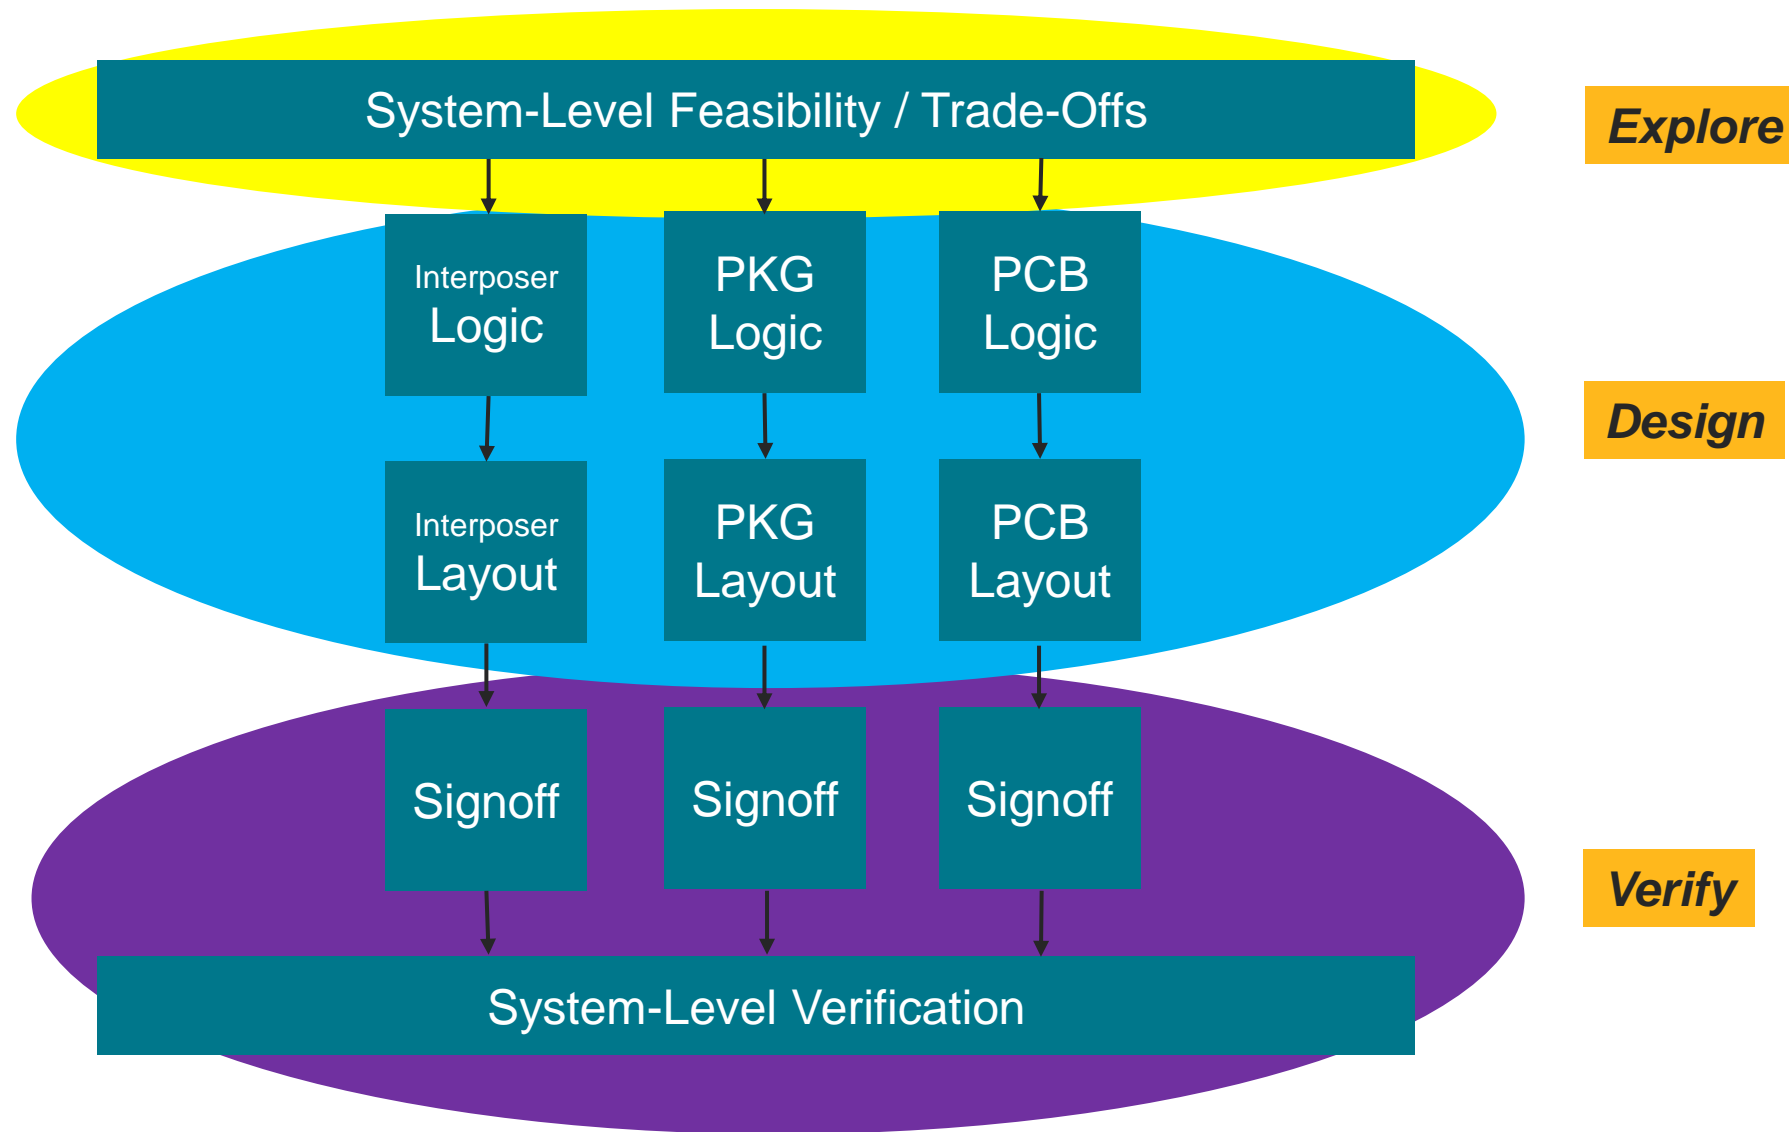 System-Level Feasibility / Trade-Offs
Explore
Interposer
Logic
PKG
Logic
PCB
Logic
Design
Interposer
Layout
PKG
Layout
PCB
Layout
Signoff
Signoff
Signoff
Verify
System-Level Verification